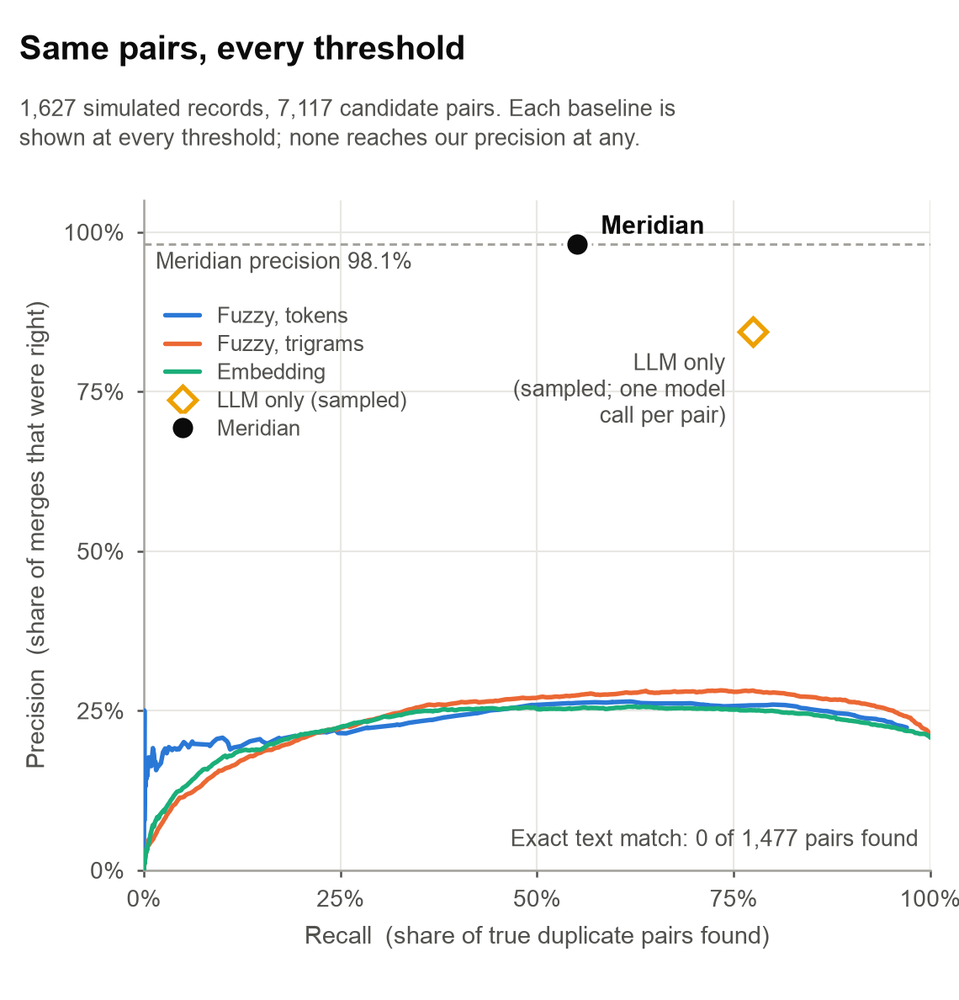 Same pairs, every threshold
1,627 simulated records, 7,117 candidate pairs. Each baseline is
shown at every threshold; none reaches our precision at any.
Meridian
100%
Meridian precision 98.1%
Fuzzy, tokens
Fuzzy, trigrams
Embedding
LLM only (sampled)
Meridian
LLM only
(sampled; one model
call per pair)
75%
50%
25%
0%
Precision (share of merges that were right)
Exact text match: 0 of 1,477 pairs found
0%
25%
50%
75%
100%
Recall (share of true duplicate pairs found)